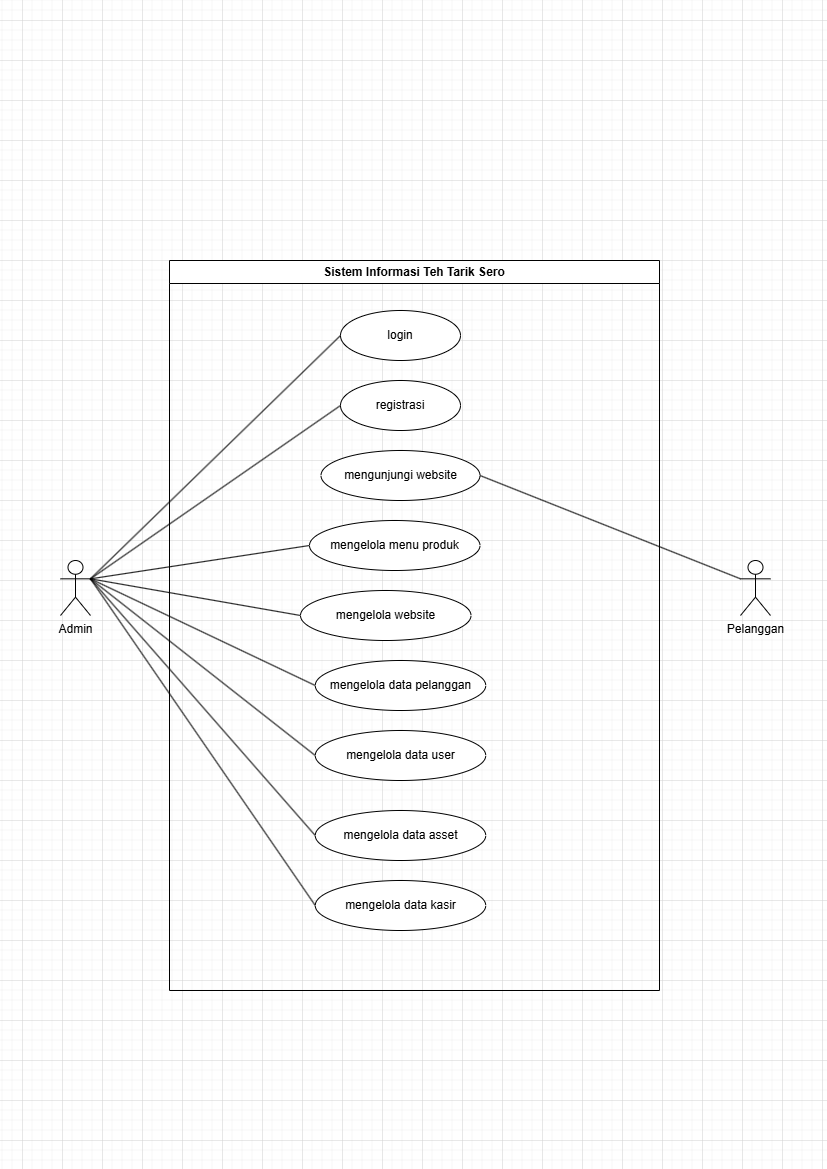 Sistem Informasi Teh Tarik Sero
login
registrasi
mengunjungi website
mengelola menu produk
mengelola website
Admin
Pelanggan
mengelola data pelanggan
mengelola data user
mengelola data asset
mengelola data kasir